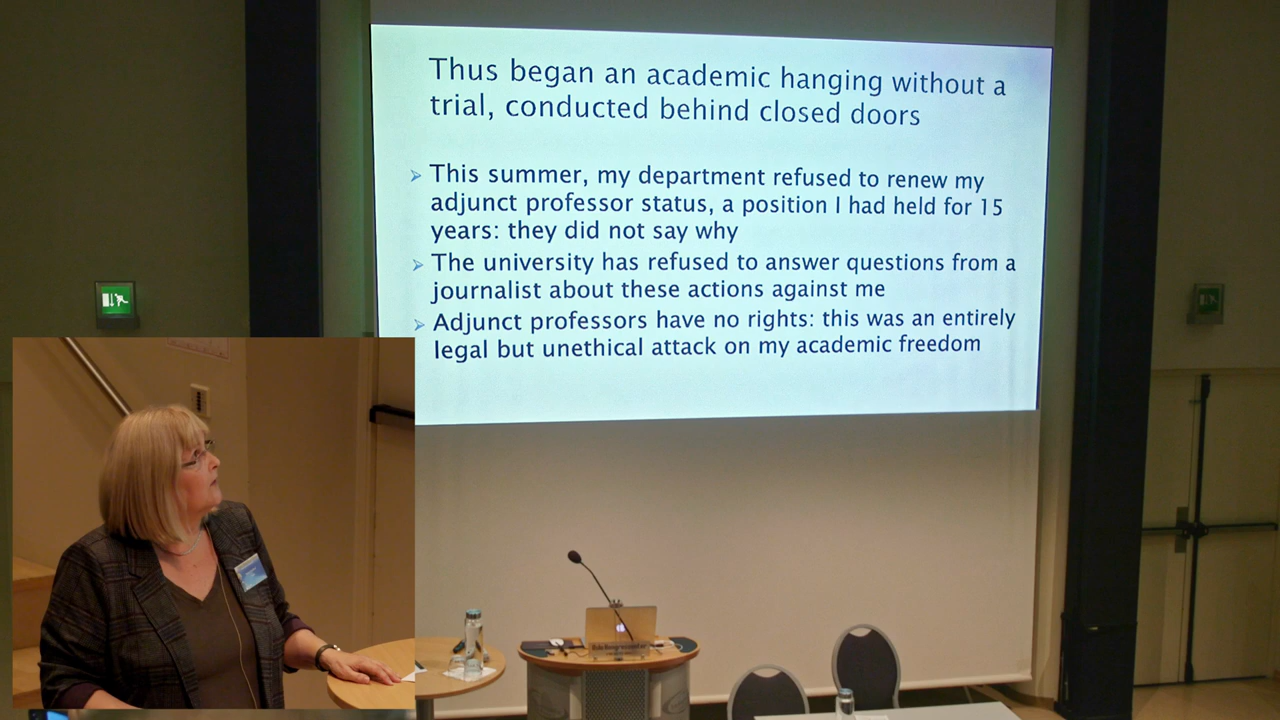 Thus began an academic hanging without a
trial, conducted behind closed doors
This summer, my department refused to renew my
adjunct professor status, a position I had held for 15
years: they did not say why
The university has refused to answer questions from a
journalist about these actions against me
Adjunct professors have no rights: this was an entirely
legal but unethical attack on my academic freedom